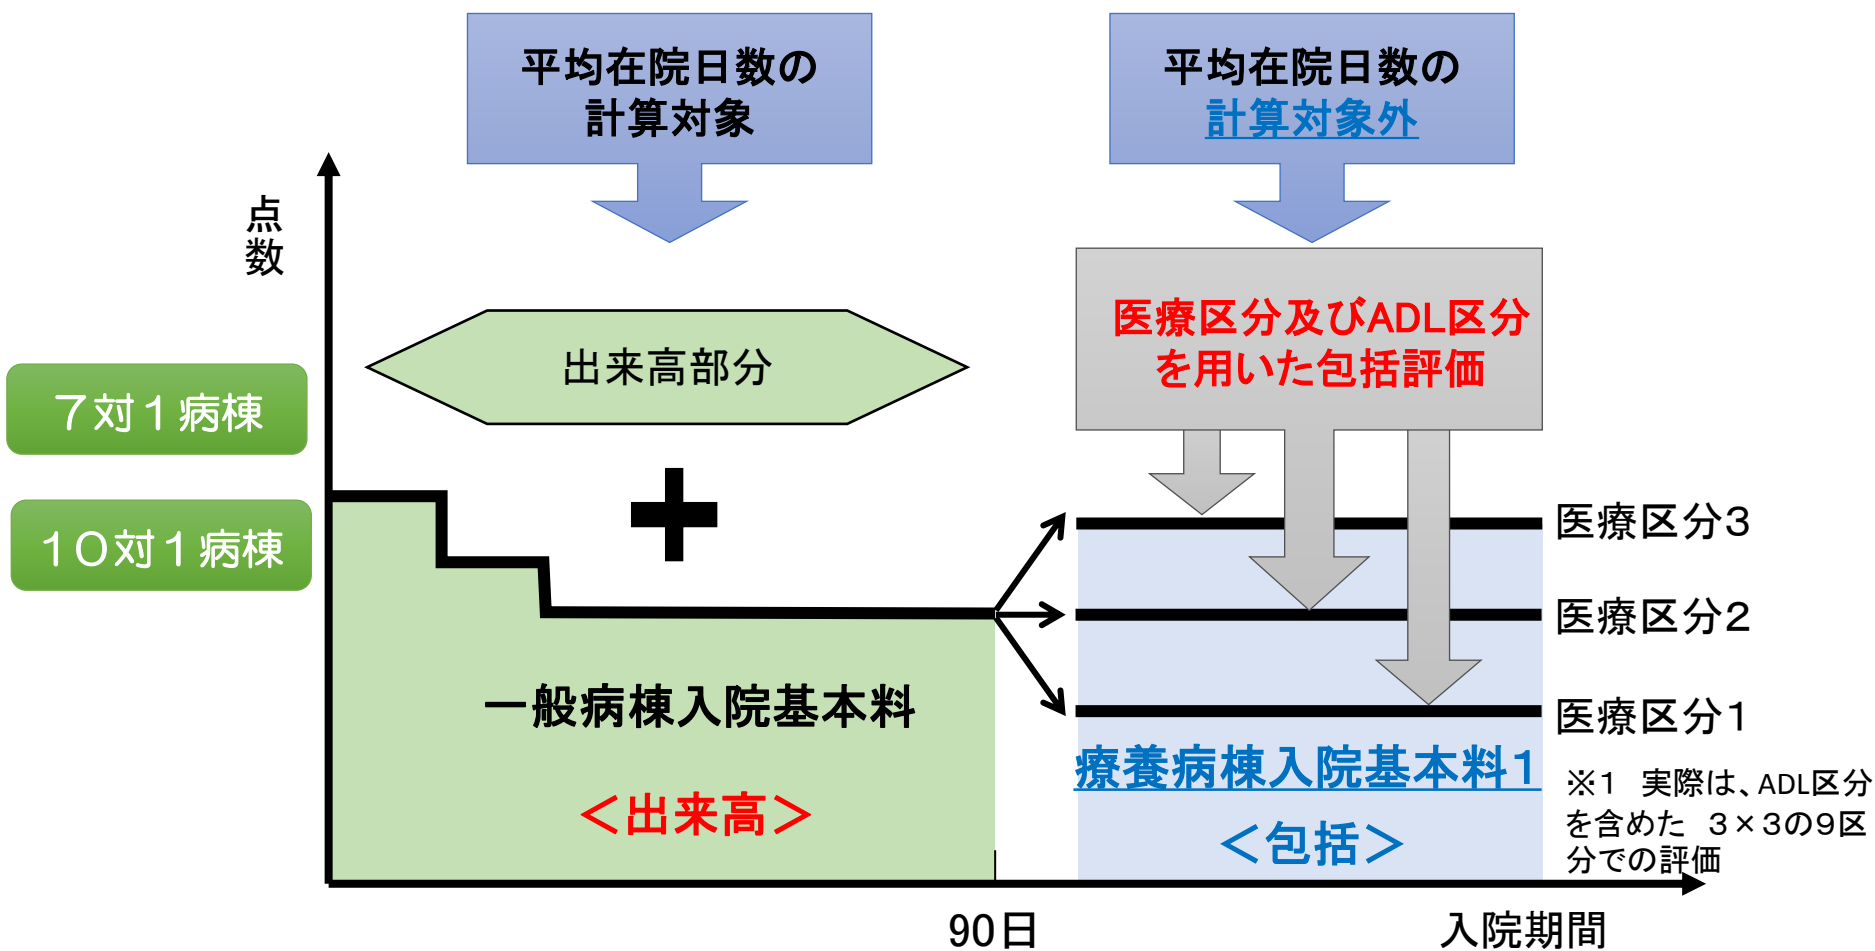 平均在院日数の
計算対象
平均在院日数の
計算対象外
点
数
医療区分及びADL区分
を用いた包括評価
出来高部分
７対１病棟
１０対１病棟
医療区分3
医療区分2
医療区分1
一般病棟入院基本料
＜出来高＞
療養病棟入院基本料1
＜包括＞
※1　実際は、ADL区分
を含めた　3×3の9区
分での評価
90日
入院期間